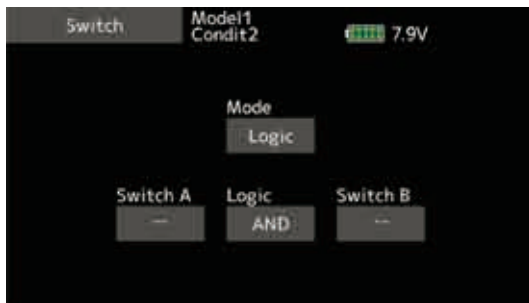 Switch
Model1
Condit2
7.9V
Mode
Logic
Switch A Logic Switch B
-- AND --